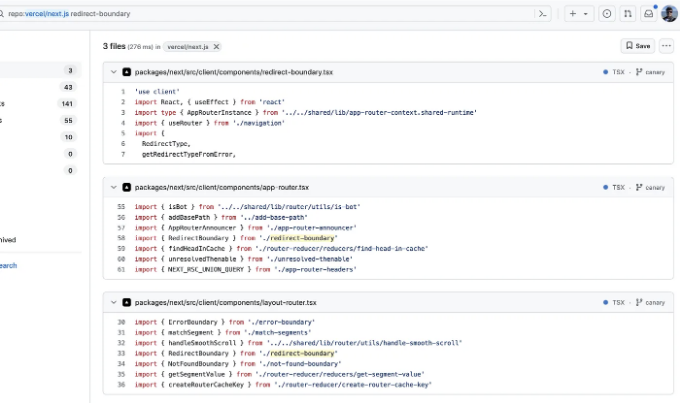 repo:vercel/next.js redirect-boundary
3 files (276 ms) in vercel/next.js
Save
3
43
141
55
10
0
0
packages/next/src/client/components/redirect-boundary.tsx
TSX · canary
1 'use client'
2 import React, { useEffect } from 'react'
3 import type { AppRouterInstance } from '../../shared/lib/app-router-context.shared-runtime'
4 import { useRouter } from './navigation'
5 import {
6 RedirectType,
7 getRedirectTypeFromError,
packages/next/src/client/components/app-router.tsx
TSX · canary
55 import { isBot } from '../../shared/lib/router/utils/is-bot'
56 import { addBasePath } from '../add-base-path'
57 import { AppRouterAnnouncer } from './app-router-announcer'
58 import { RedirectBoundary } from './redirect-boundary'
59 import { findHeadInCache } from './router-reducer/reducers/find-head-in-cache'
60 import { unresolvedThenable } from './unresolved-thenable'
61 import { NEXT_RSC_UNION_QUERY } from './app-router-headers'
packages/next/src/client/components/layout-router.tsx
TSX · canary
30 import { ErrorBoundary } from './error-boundary'
31 import { matchSegment } from './match-segments'
32 import { handleSmoothScroll } from '../../shared/lib/router/utils/handle-smooth-scroll'
33 import { RedirectBoundary } from './redirect-boundary'
34 import { NotFoundBoundary } from './not-found-boundary'
35 import { getSegmentValue } from './router-reducer/reducers/get-segment-value'
36 import { createRouterCacheKey } from './router-reducer/create-router-cache-key'